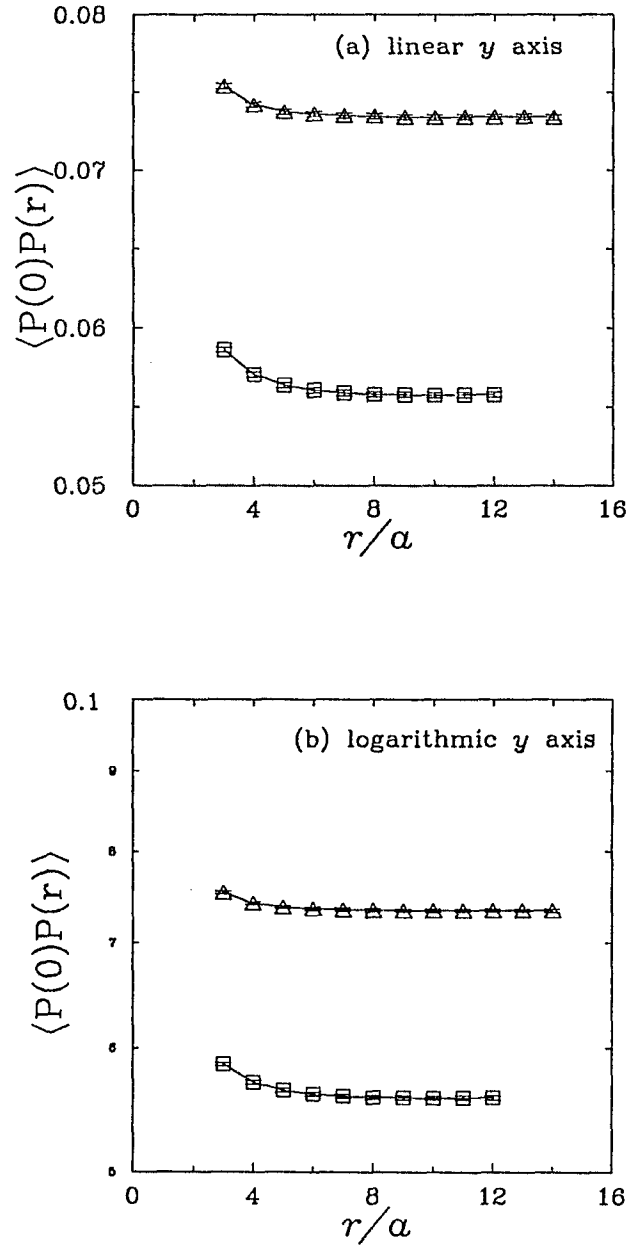 0.08
(a) linear y axis
0.07
⟨P(0)P(r)⟩
0.06
0.05
0 4 8 12 16
r/a
0.1
(b) logarithmic y axis
9
8
⟨P(0)P(r)⟩
7
6
5
0 4 8 12 16
r/a